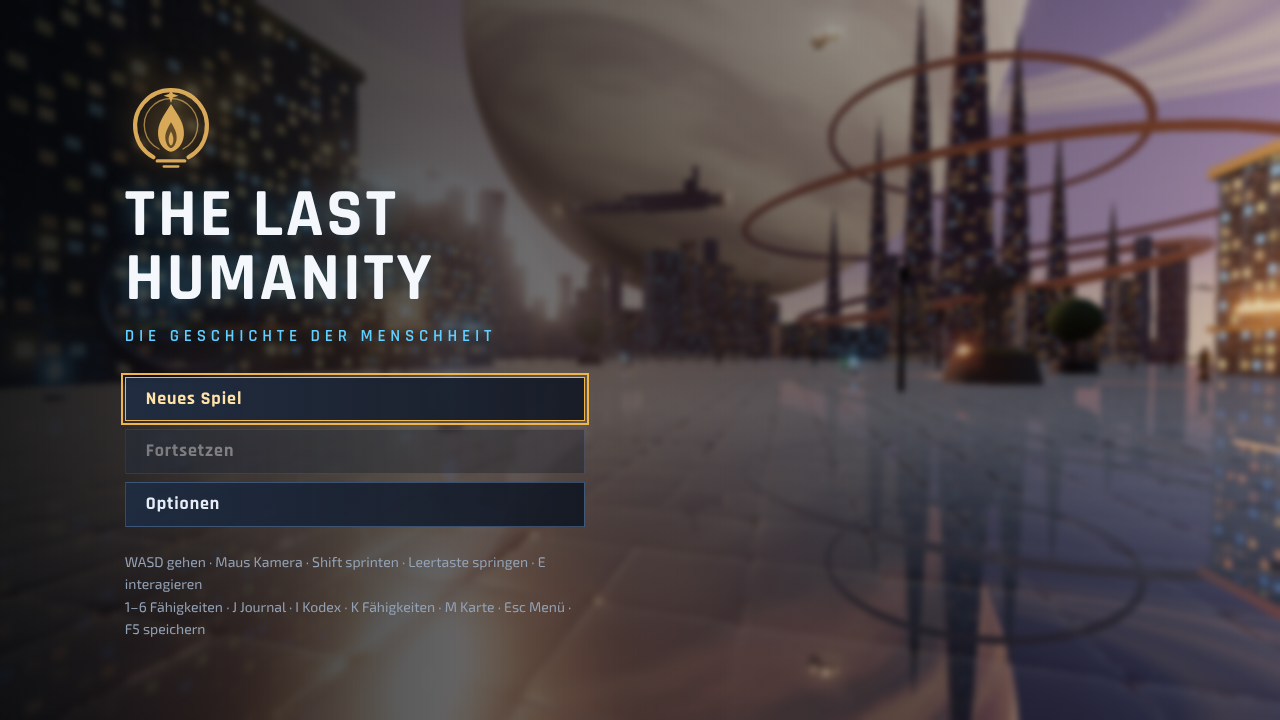 THE LAST
HUMANITY
DIE GESCHICHTE DER MENSCHHEIT
Neues Spiel
Fortsetzen
Optionen
WASD gehen · Maus Kamera · Shift sprinten · Leertaste springen · E
interagieren
1–6 Fähigkeiten · J Journal · I Kodex · K Fähigkeiten · M Karte · Esc Menü ·
F5 speichern